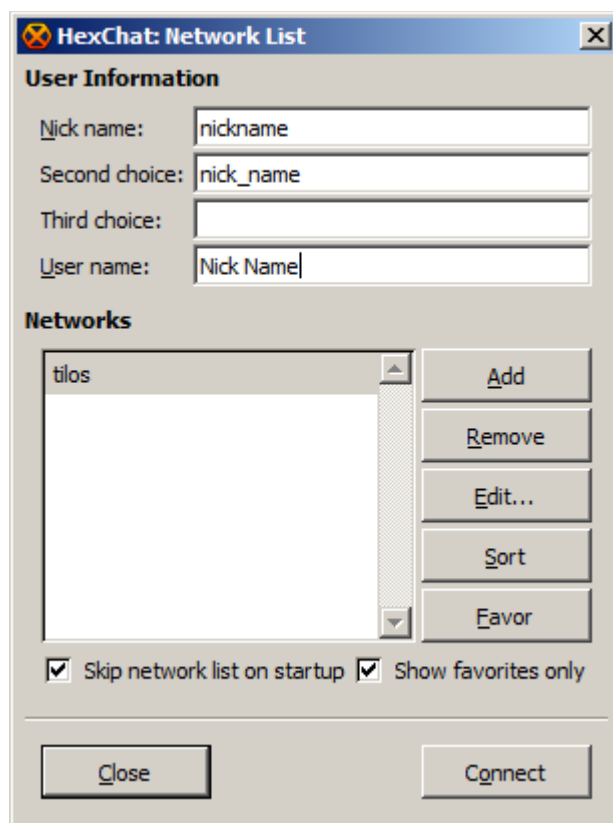 HexChat: Network List
User Information
Nick name: nickname
Second choice: nick_name
Third choice:
User name: Nick Name
Networks
tilos
Add
Remove
Edit...
Sort
Favor
Skip network list on startup Show favorites only
Close Connect